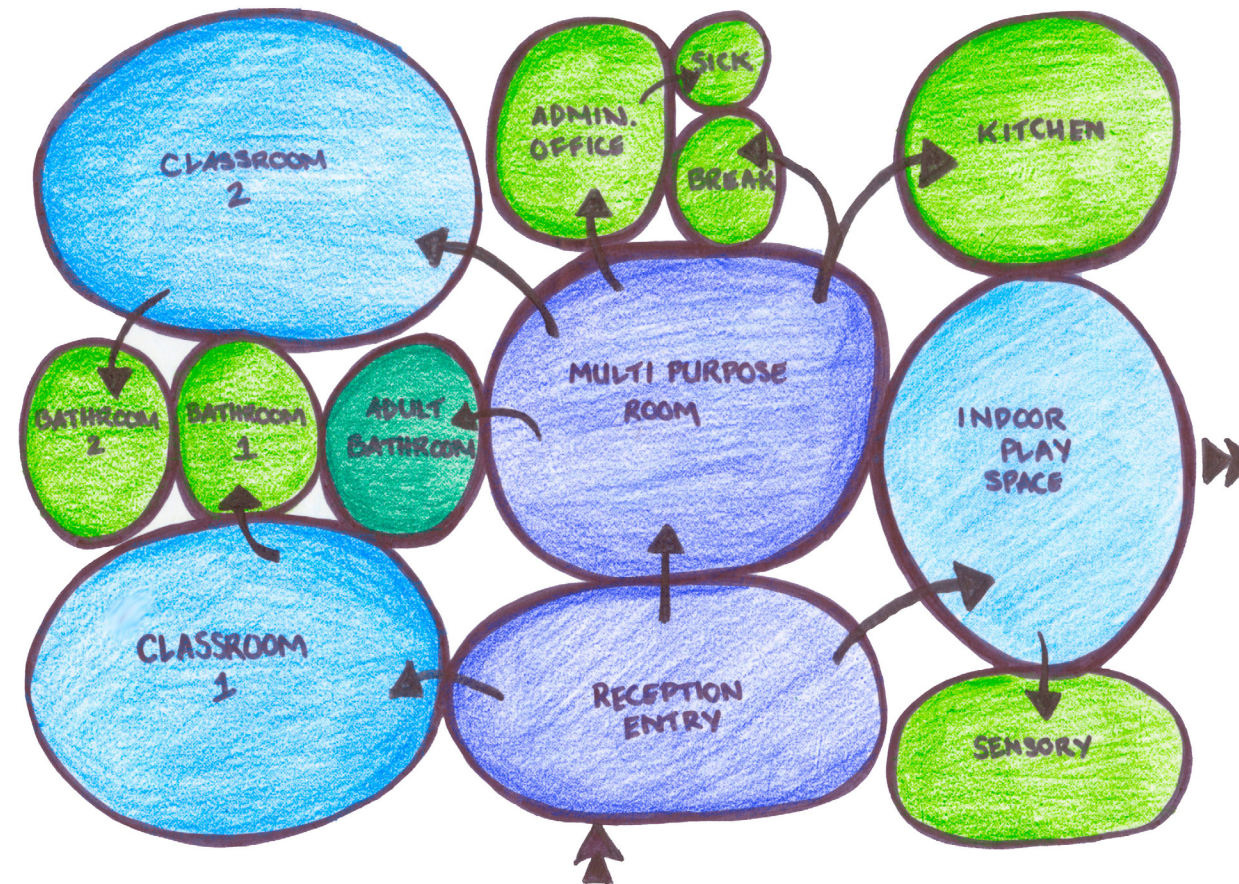 CLASSROOM
2
ADMIN.
OFFICE
SICK
BREAK
KITCHEN
BATHROOM
2
BATHROOM
1
ADULT
BATHROOM
MULTI PURPOSE
ROOM
INDOOR
PLAY
SPACE
CLASSROOM
1
RECEPTION
ENTRY
SENSORY